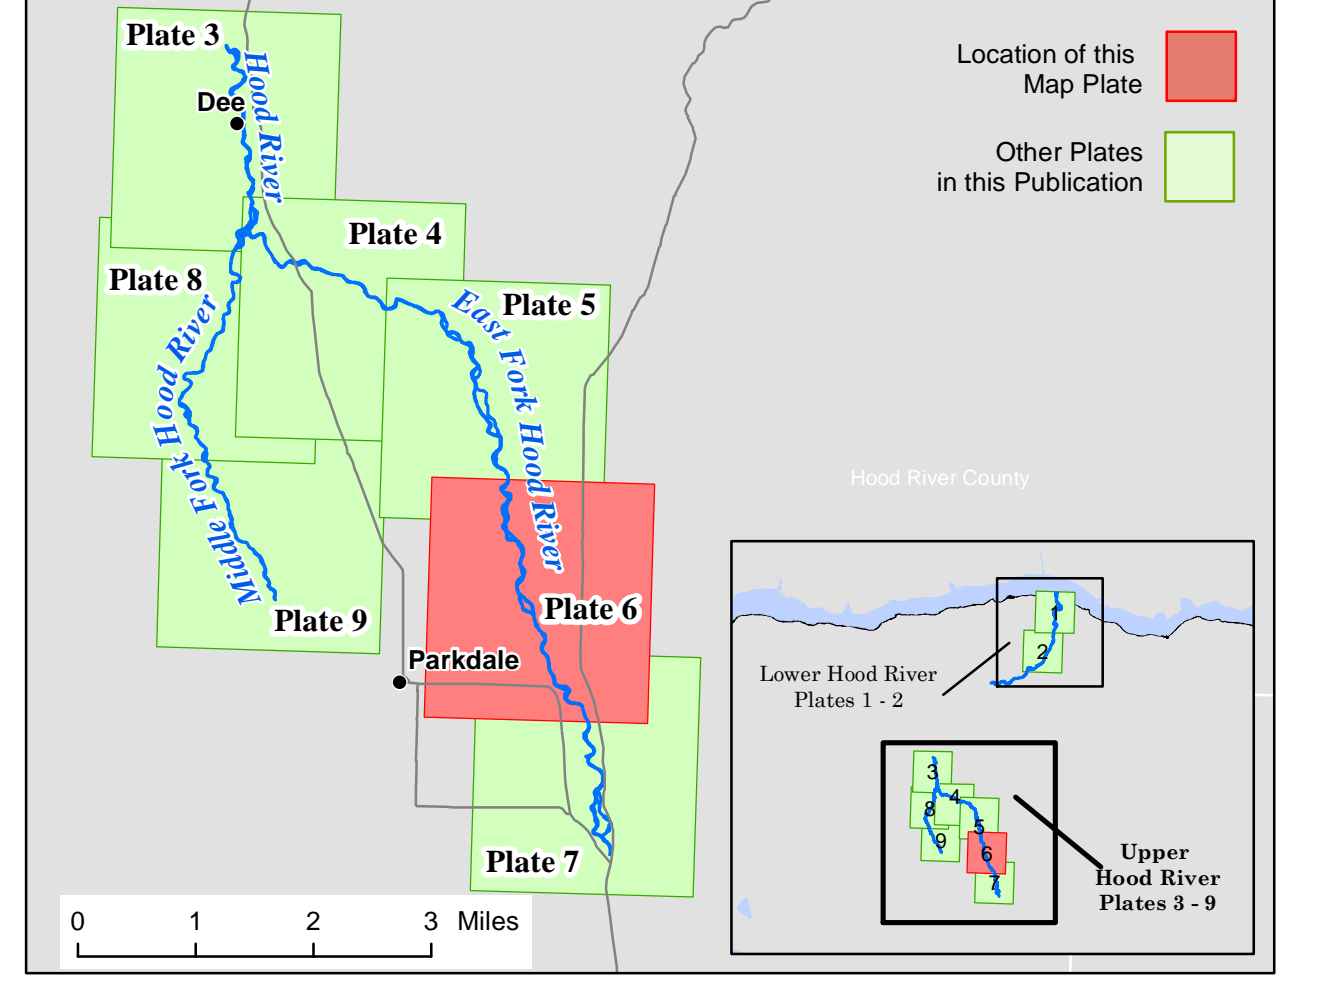 Plate 3
Hood River
Dee
Location of this
Map Plate
Other Plates
in this Publication
Plate 4
Plate 8
Plate 5
East Fork Hood River
Middle Fork Hood River
Hood River County
Plate 6
Plate 9
Parkdale
Plate 7
0 1 2 3 Miles
1
2
Lower Hood River
Plates 1 - 2
3
4
8
5
9
6
7
Upper
Hood River
Plates 3 - 9